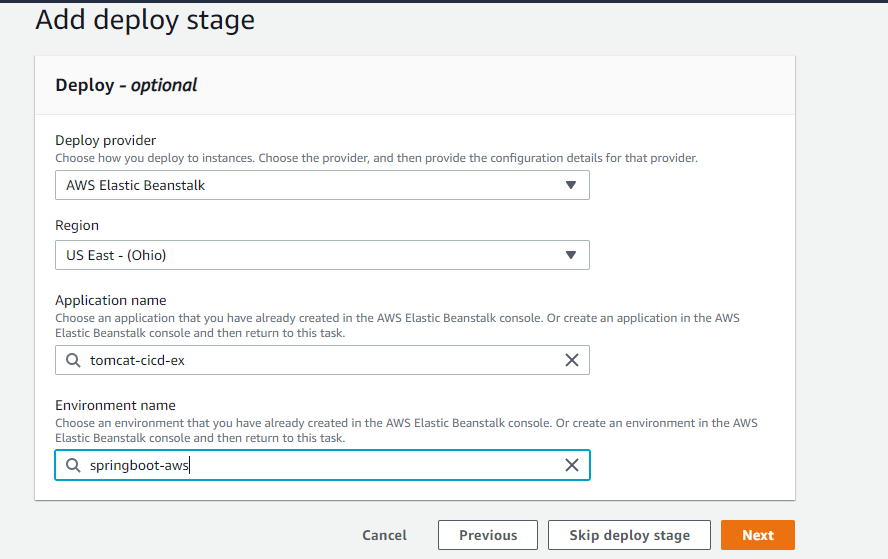 Add deploy stage
Deploy - optional
Deploy provider
Choose how you deploy to instances. Choose the provider, and then provide the configuration details for that provider.
AWS Elastic Beanstalk
Region
US East - (Ohio)
Application name
Choose an application that you have already created in the AWS Elastic Beanstalk console. Or create an application in the AWS
Elastic Beanstalk console and then return to this task.
tomcat-cicd-ex
Environment name
Choose an environment that you have already created in the AWS Elastic Beanstalk console. Or create an environment in the AWS
Elastic Beanstalk console and then return to this task.
springboot-aws
Cancel Previous Skip deploy stage Next